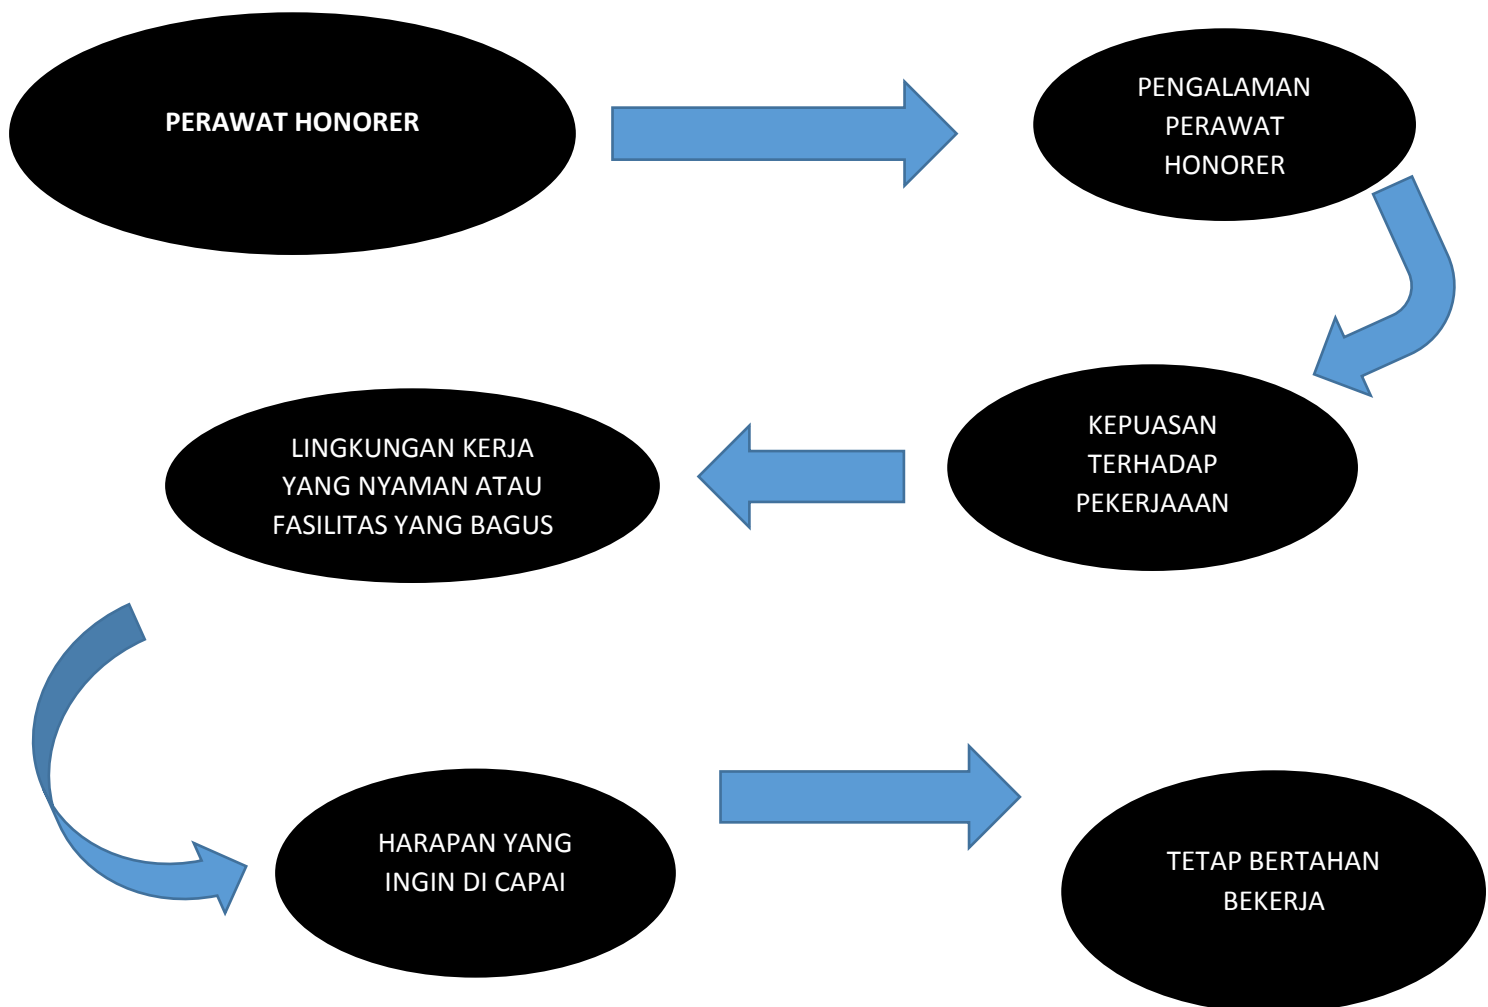 PERAWAT HONORER
PENGALAMAN
PERAWAT
HONORER
KEPUASAN
TERHADAP
PEKERJAAAN
LINGKUNGAN KERJA
YANG NYAMAN ATAU
FASILITAS YANG BAGUS
HARAPAN YANG
INGIN DI CAPAI
TETAP BERTAHAN
BEKERJA